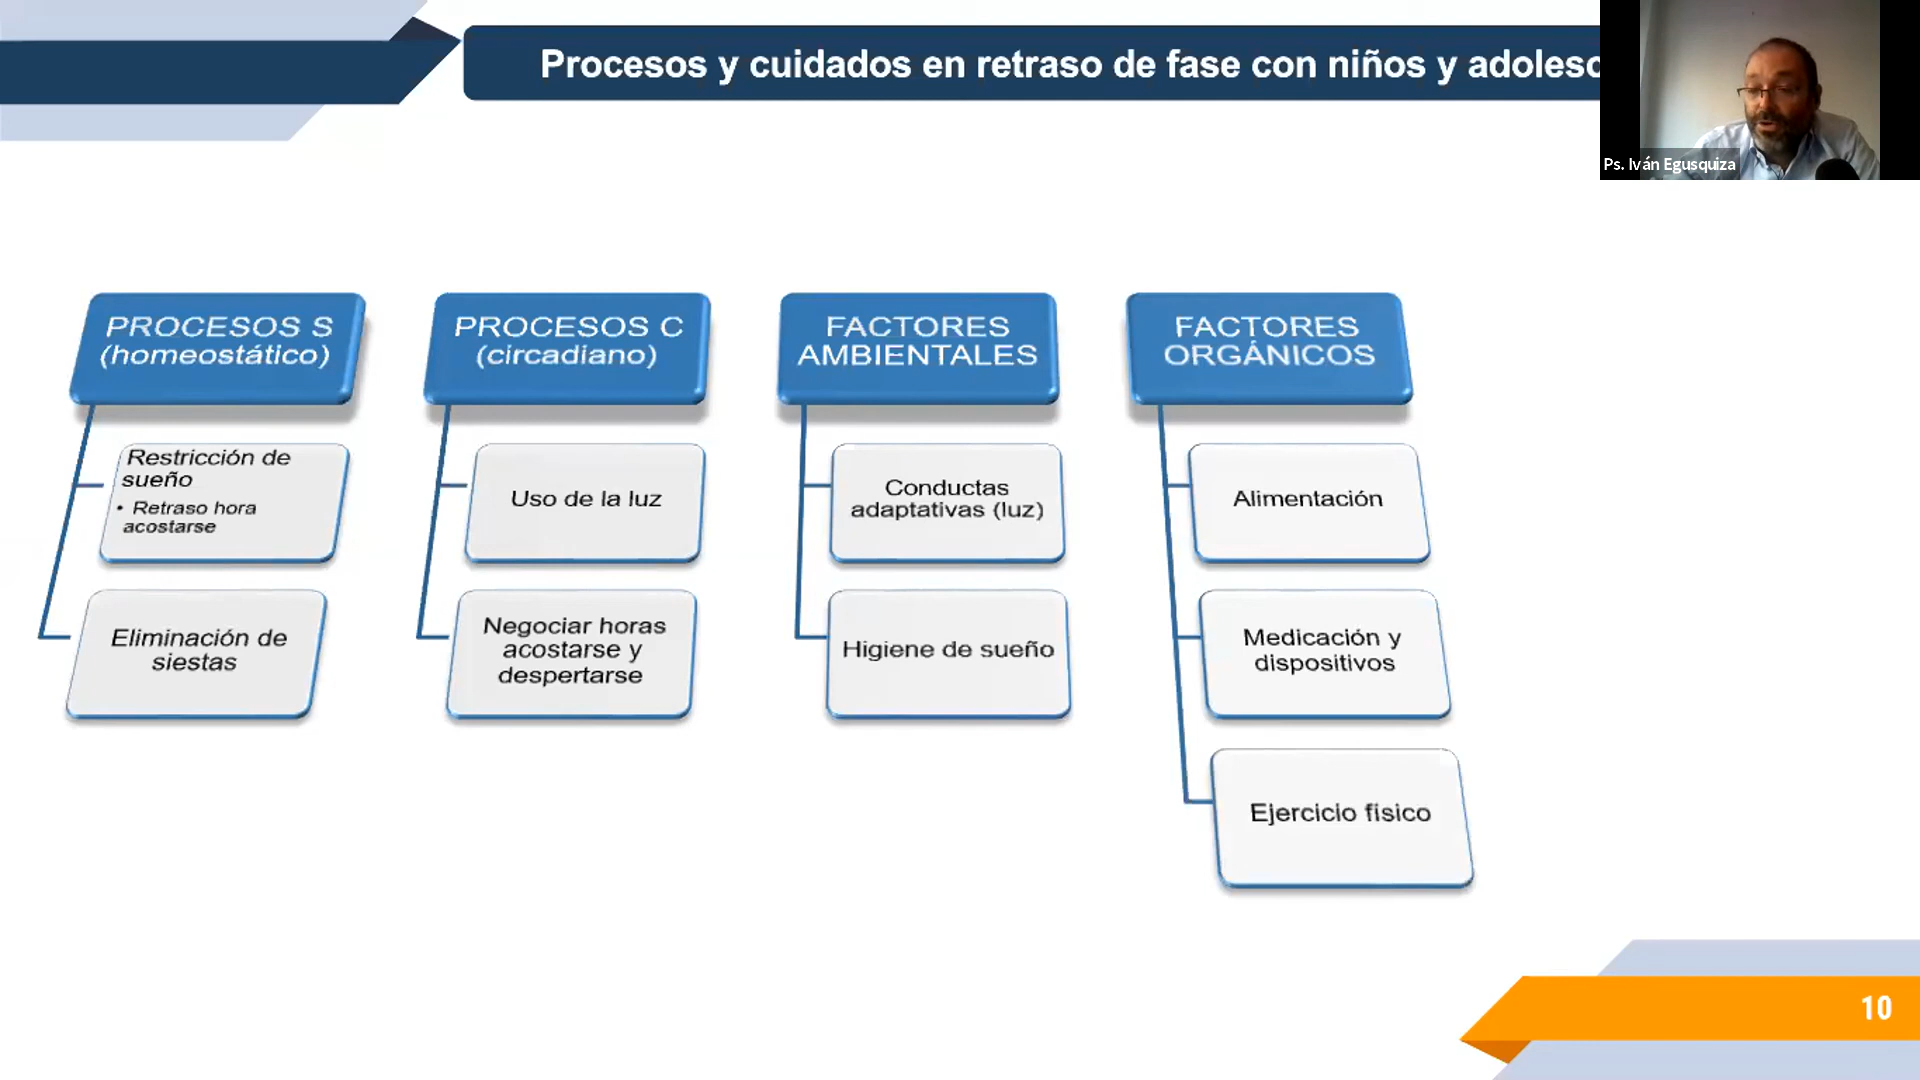 Procesos y cuidados en retraso de fase con niños y adolesc
Ps. Iván Egusquiza
PROCESOS S
(homeostático)
Restricción de
sueño
• Retraso hora
acostarse
Eliminación de
siestas
PROCESOS C
(circadiano)
Uso de la luz
Negociar horas
acostarse y
despertarse
FACTORES
AMBIENTALES
Conductas
adaptativas (luz)
Higiene de sueño
FACTORES
ORGÁNICOS
Alimentación
Medicación y
dispositivos
Ejercicio físico
10